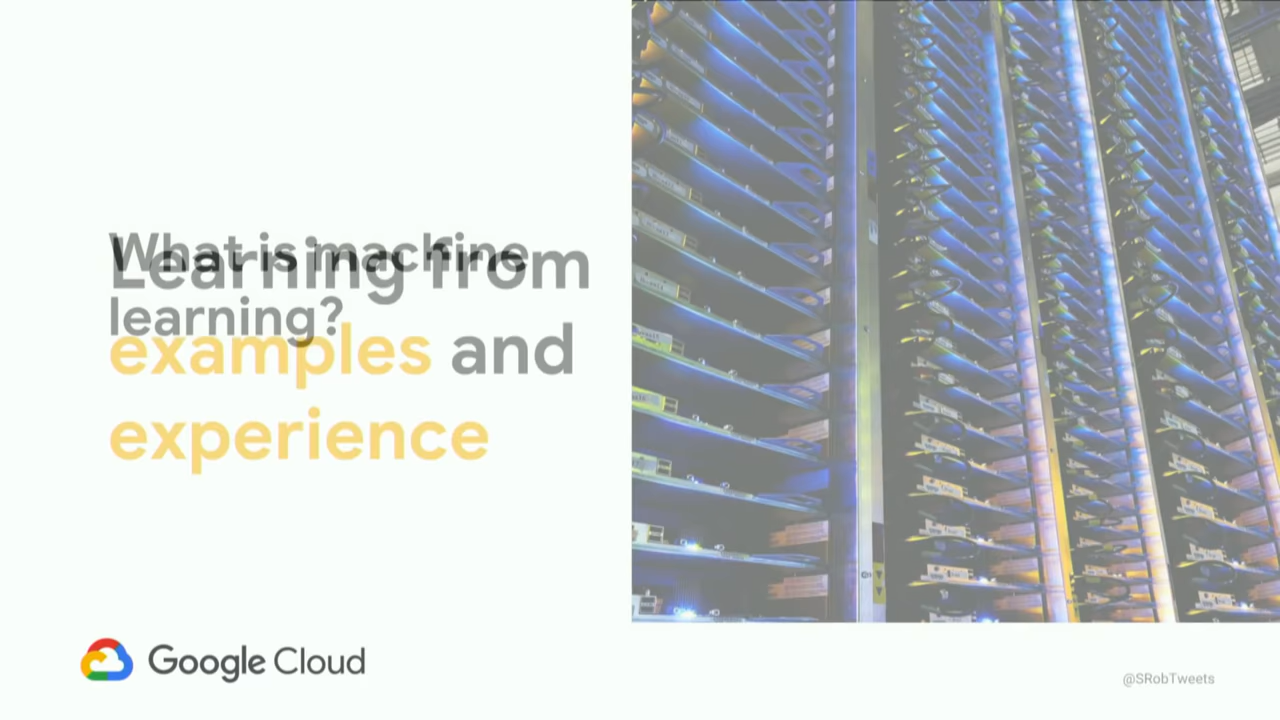 What is machine
learning?
Learning from
examples and
experience
Google Cloud
@SRobTweets